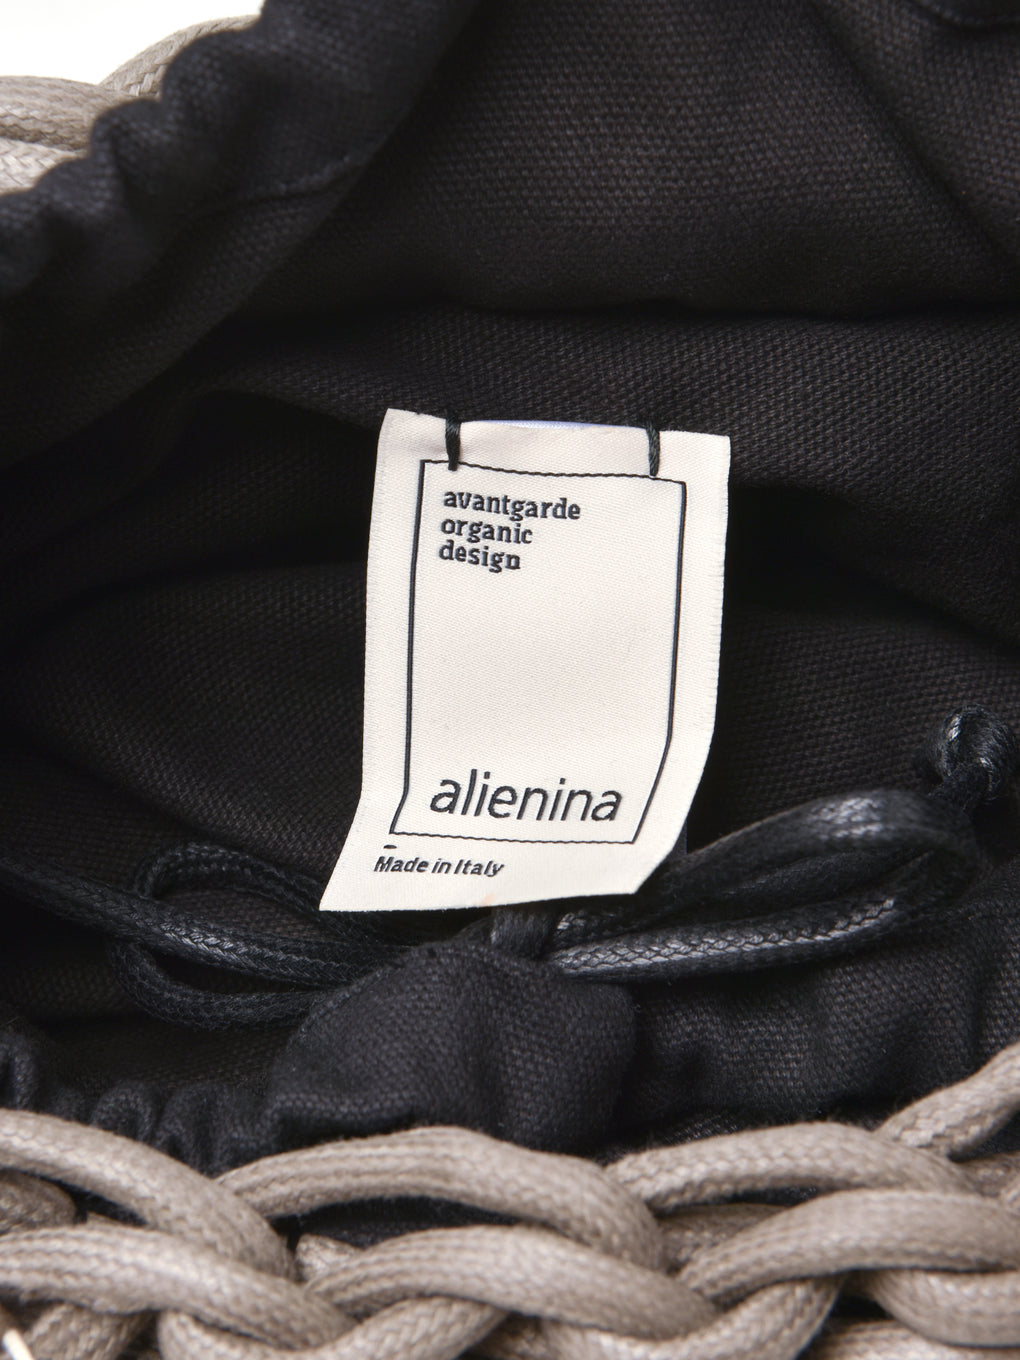 avantgarde
organic
design
alienina
Made in Italy